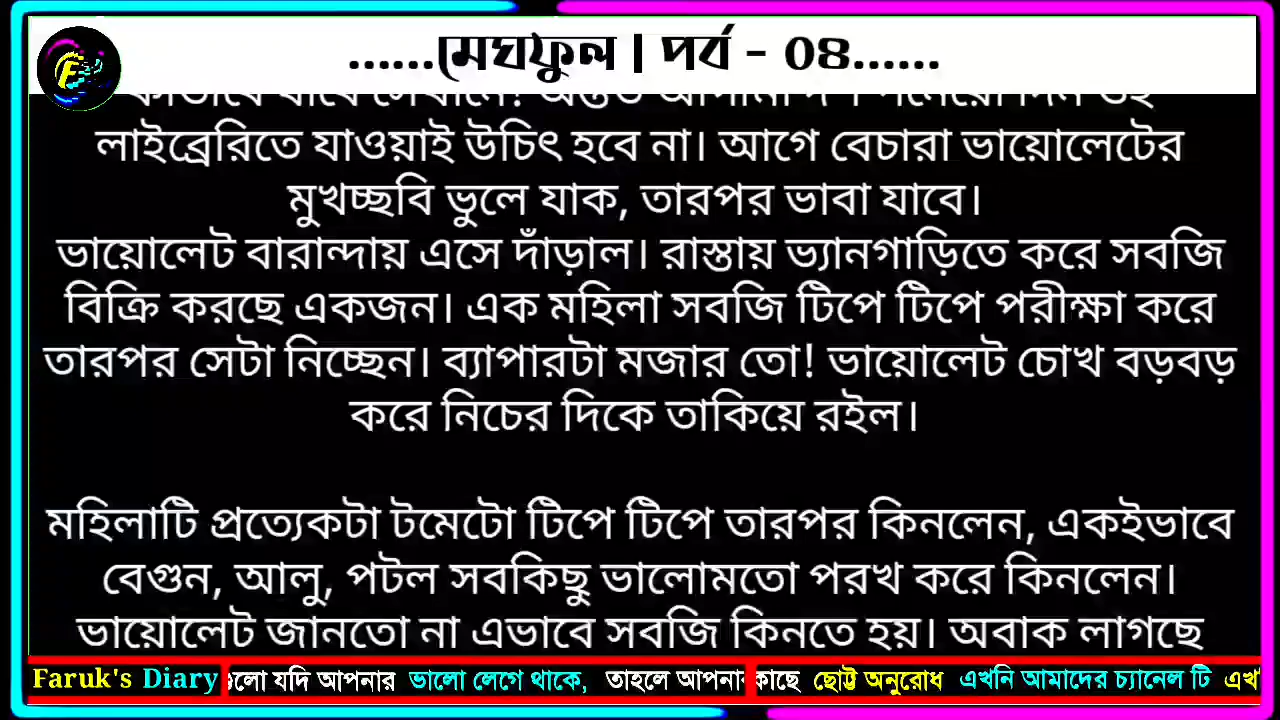 ......মেঘফুল | পর্ব - 08......
লাইব্রেরিতে যাওয়াই উচিৎ হবে না। আগে বেচারা ভায়োলেটের
মুখচ্ছবি ভুলে যাক, তারপর ভাবা যাবে।
ভায়োলেট বারান্দায় এসে দাঁড়াল। রাস্তায় ভ্যানগাড়িতে করে সবজি
বিক্রি করছে একজন। এক মহিলা সবজি টিপে টিপে পরীক্ষা করে
তারপর সেটা নিচ্ছেন। ব্যাপারটা মজার তো! ভায়োলেট চোখ বড়বড়
করে নিচের দিকে তাকিয়ে রইল।
মহিলাটি প্রত্যেকটা টমেটো টিপে টিপে তারপর কিনলেন, একইভাবে
বেগুন, আলু, পটল সবকিছু ভালোমতো পরখ করে কিনলেন।
ভায়োলেট জানতো না এভাবে সবজি কিনতে হয়। অবাক লাগছে
Faruk's Diary যদি আপনার ভালো লেগে থাকে, তাহলে ছোট্ট অনুরোধ এখনি আমাদের চ্যানেল টি